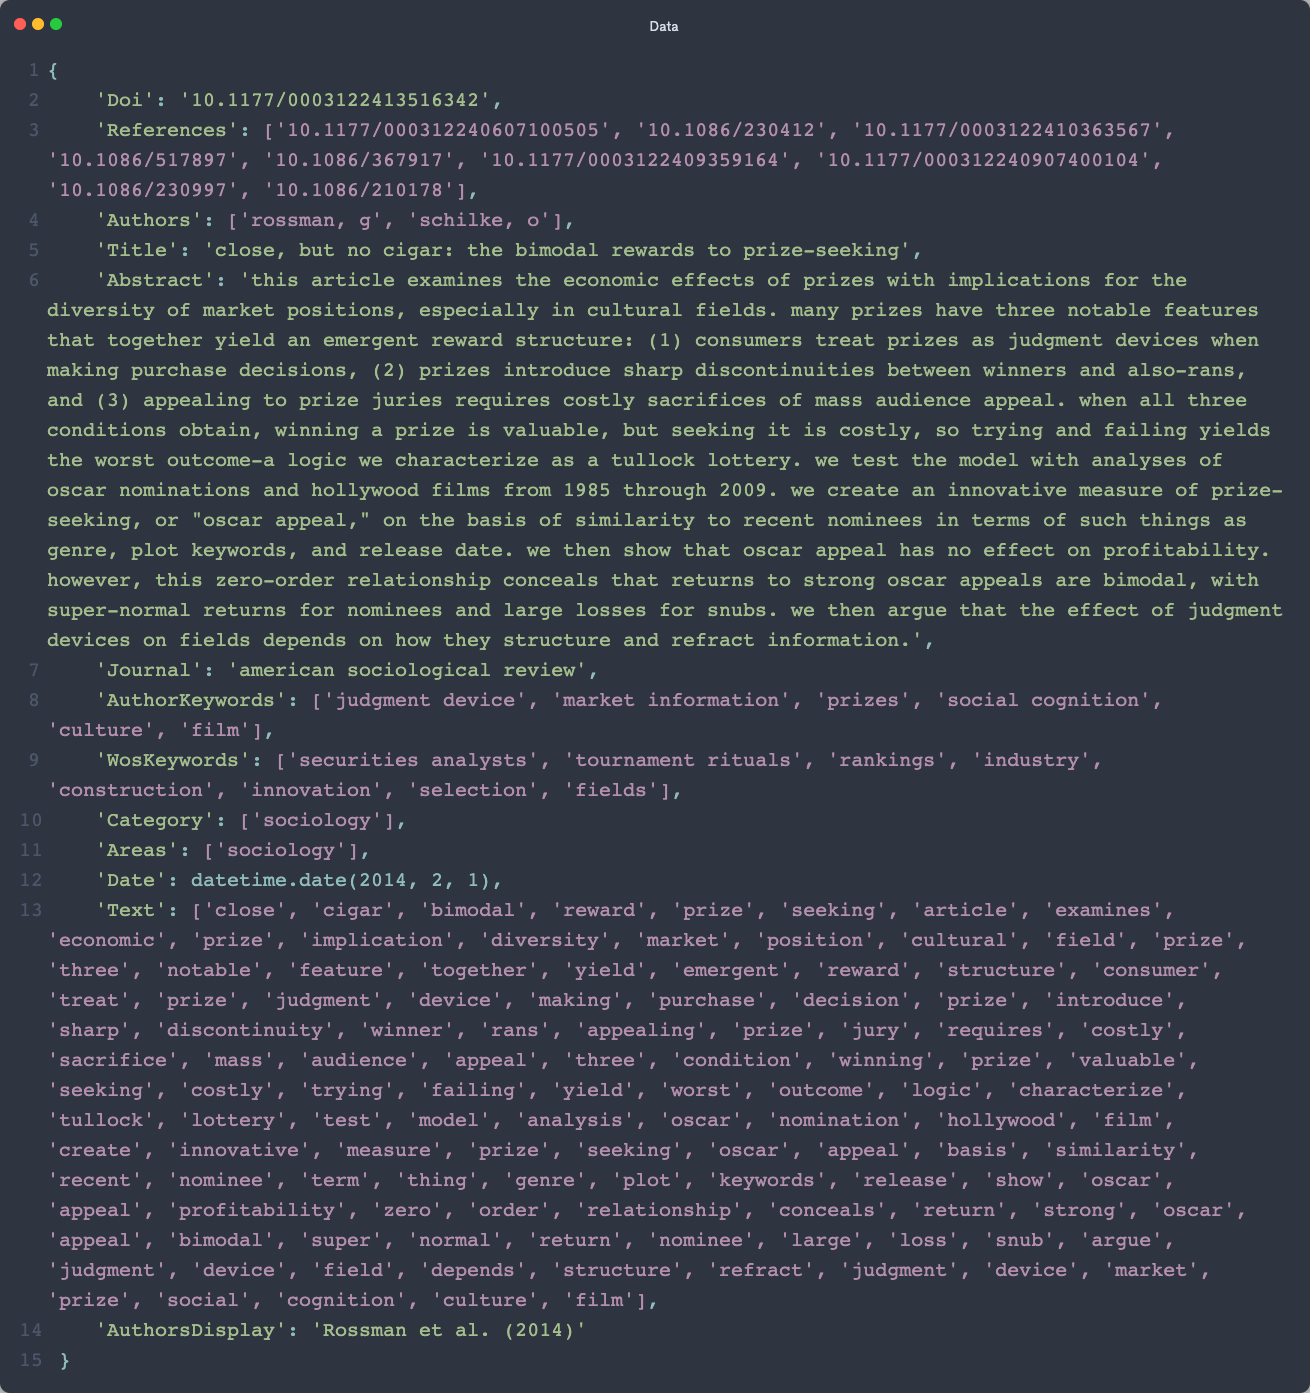 Data
1 {
2     'Doi': '10.1177/0003122413516342',
3     'References': ['10.1177/000312240607100505', '10.1086/230412', '10.1177/0003122410363567',
'10.1086/517897', '10.1086/367917', '10.1177/0003122409359164', '10.1177/000312240907400104',
'10.1086/230997', '10.1086/210178'],
4     'Authors': ['rossman, g', 'schilke, o'],
5     'Title': 'close, but no cigar: the bimodal rewards to prize-seeking',
6     'Abstract': 'this article examines the economic effects of prizes with implications for the
diversity of market positions, especially in cultural fields. many prizes have three notable features
that together yield an emergent reward structure: (1) consumers treat prizes as judgment devices when
making purchase decisions, (2) prizes introduce sharp discontinuities between winners and also-rans,
and (3) appealing to prize juries requires costly sacrifices of mass audience appeal. when all three
conditions obtain, winning a prize is valuable, but seeking it is costly, so trying and failing yields
the worst outcome-a logic we characterize as a tullock lottery. we test the model with analyses of
oscar nominations and hollywood films from 1985 through 2009. we create an innovative measure of prize-
seeking, or "oscar appeal," on the basis of similarity to recent nominees in terms of such things as
genre, plot keywords, and release date. we then show that oscar appeal has no effect on profitability.
however, this zero-order relationship conceals that returns to strong oscar appeals are bimodal, with
super-normal returns for nominees and large losses for snubs. we then argue that the effect of judgment
devices on fields depends on how they structure and refract information.',
7     'Journal': 'american sociological review',
8     'AuthorKeywords': ['judgment device', 'market information', 'prizes', 'social cognition',
'culture', 'film'],
9     'WosKeywords': ['securities analysts', 'tournament rituals', 'rankings', 'industry',
'construction', 'innovation', 'selection', 'fields'],
10     'Category': ['sociology'],
11     'Areas': ['sociology'],
12     'Date': datetime.date(2014, 2, 1),
13     'Text': ['close', 'cigar', 'bimodal', 'reward', 'prize', 'seeking', 'article', 'examines',
'economic', 'prize', 'implication', 'diversity', 'market', 'position', 'cultural', 'field', 'prize',
'three', 'notable', 'feature', 'together', 'yield', 'emergent', 'reward', 'structure', 'consumer',
'treat', 'prize', 'judgment', 'device', 'making', 'purchase', 'decision', 'prize', 'introduce',
'sharp', 'discontinuity', 'winner', 'rans', 'appealing', 'prize', 'jury', 'requires', 'costly',
'sacrifice', 'mass', 'audience', 'appeal', 'three', 'condition', 'winning', 'prize', 'valuable',
'seeking', 'costly', 'trying', 'failing', 'yield', 'worst', 'outcome', 'logic', 'characterize',
'tullock', 'lottery', 'test', 'model', 'analysis', 'oscar', 'nomination', 'hollywood', 'film',
'create', 'innovative', 'measure', 'prize', 'seeking', 'oscar', 'appeal', 'basis', 'similarity',
'recent', 'nominee', 'term', 'thing', 'genre', 'plot', 'keywords', 'release', 'show', 'oscar',
'appeal', 'profitability', 'zero', 'order', 'relationship', 'conceals', 'return', 'strong', 'oscar',
'appeal', 'bimodal', 'super', 'normal', 'return', 'nominee', 'large', 'loss', 'snub', 'argue',
'judgment', 'device', 'field', 'depends', 'structure', 'refract', 'judgment', 'device', 'market',
'prize', 'social', 'cognition', 'culture', 'film'],
14     'AuthorsDisplay': 'Rossman et al. (2014)'
15 }